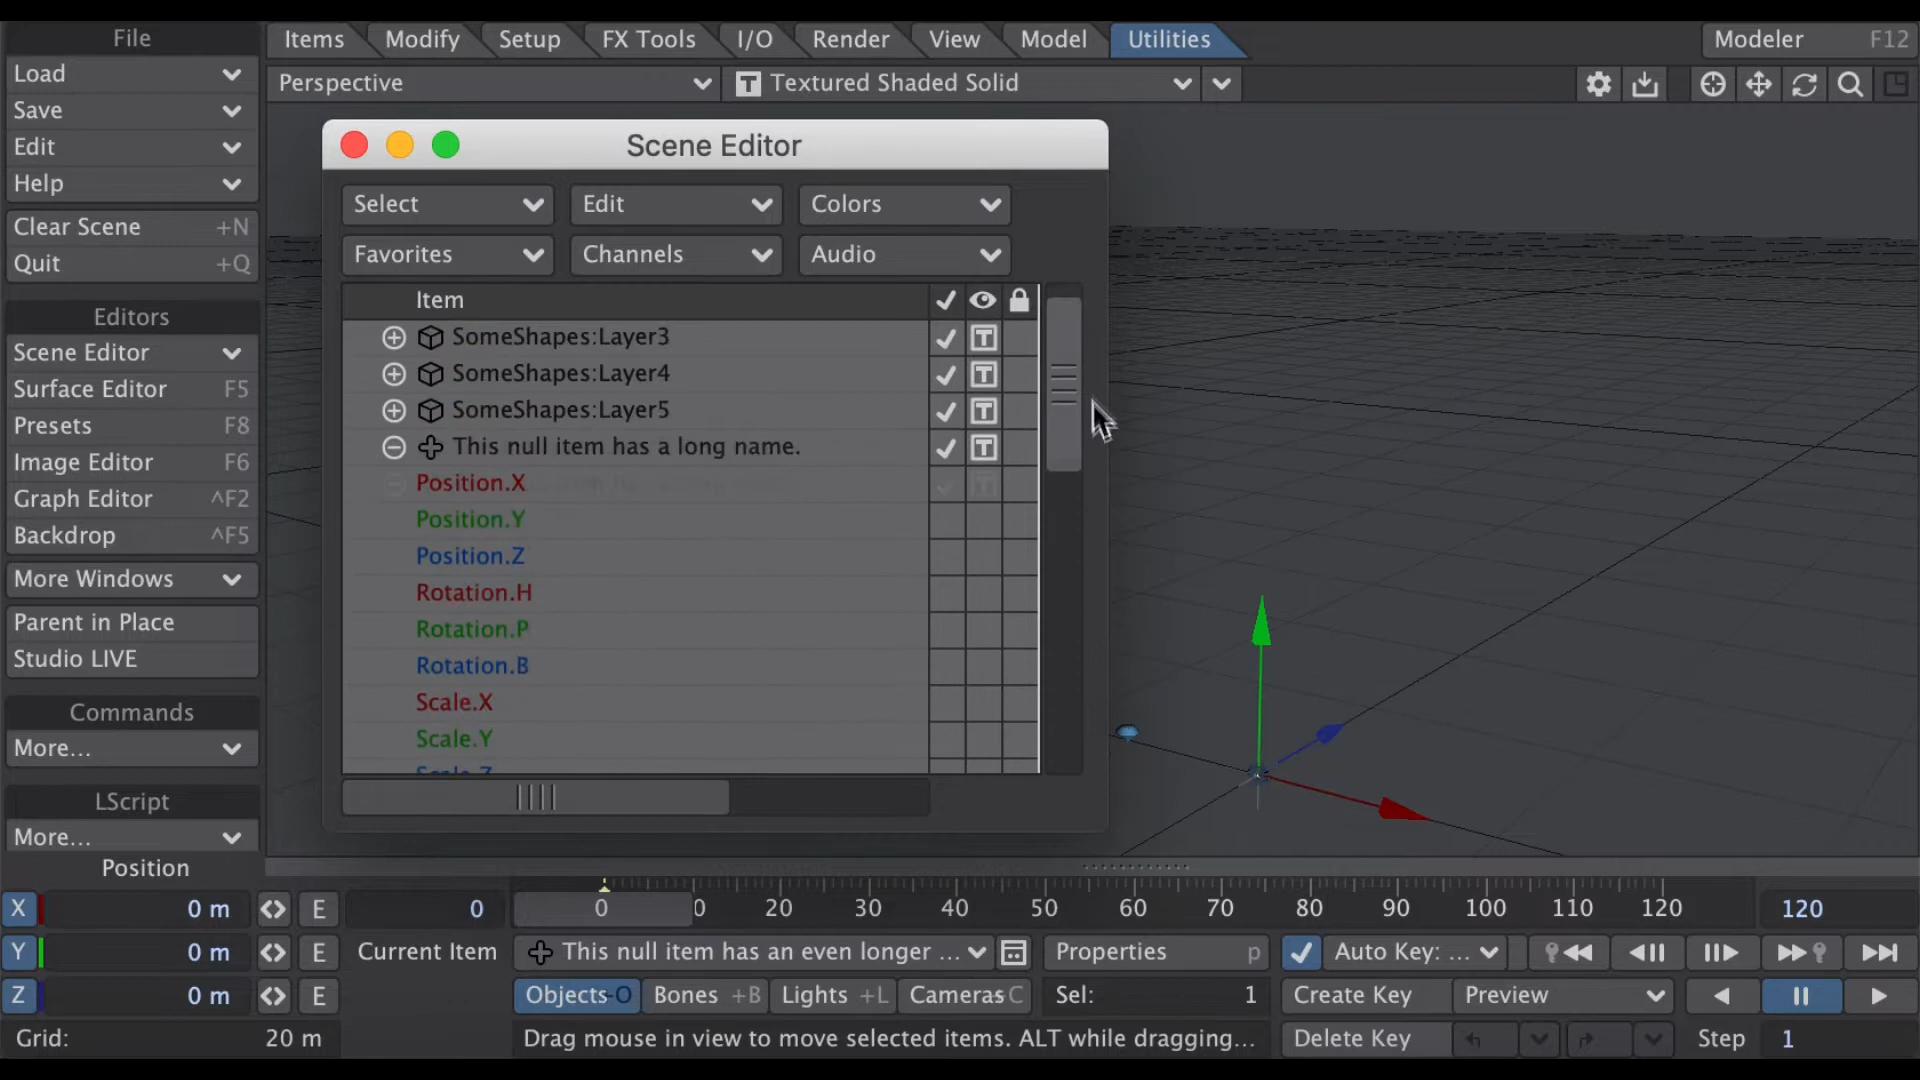 File
Load
Save
Edit
Help
Clear Scene +N
Quit +Q
Editors
Scene Editor
Surface Editor F5
Presets F8
Image Editor F6
Graph Editor ^F2
Backdrop ^F5
More Windows
Parent in Place
Studio LIVE
Commands
More...
LScript
More...
Items Modify Setup FX Tools I/O Render View Model Utilities Modeler F12
Perspective T Textured Shaded Solid
Scene Editor
Select Edit Colors
Favorites Channels Audio
Item
SomeShapes:Layer3 T
SomeShapes:Layer4 T
SomeShapes:Layer5 T
This null item has a long name. T
Position.X
Position.Y
Position.Z
Rotation.H
Rotation.P
Rotation.B
Scale.X
Scale.Y
Scale.Z
Position
X 0 m E 0 0 0 20 30 40 50 60 70 80 90 100 110 120 120
Y 0 m E Current Item This null item has an even longer ... Properties p Auto Key: ...
Z 0 m E Objects O Bones +B Lights +L Cameras C Sel: 1 Create Key Preview
Grid: 20 m Drag mouse in view to move selected items. ALT while dragging... Delete Key Step 1